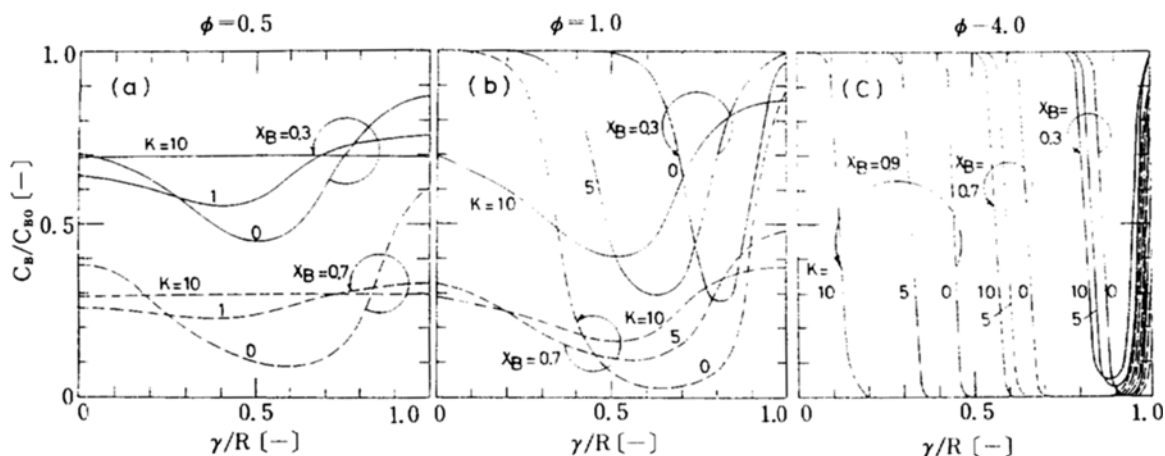 ϕ=0.5
ϕ=1.0
ϕ-4.0
C_B/C_BO [—]
1.0
0.5
0
(a)
K=10
X_B=0.3
1
0
X_B=0.7
K=10
1
0
0
0.5
1.0
γ/R [—]
(b)
X_B=0.3
5
0
K=10
K=10
5
X_B=0.7
0
0
0.5
1.0
γ/R [—]
(C)
X_B=
0.3
X_B=0.9
X_B=
0.7
K=
10
5
0
10
0
5
10
0
5
0
0.5
1.0
γ/R [—]